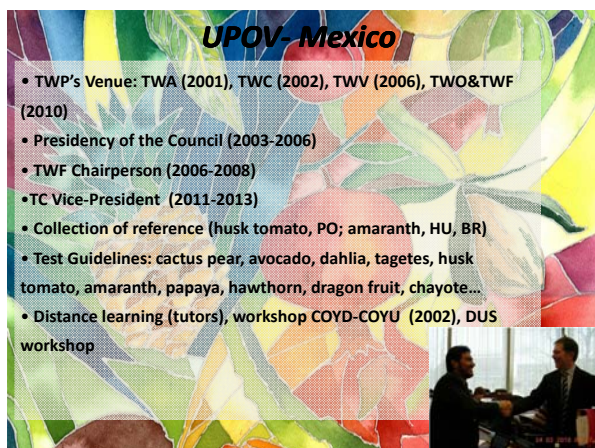 UPOV- Mexico
• TWP's Venue: TWA (2001), TWC (2002), TWV (2006), TWO&TWF
(2010)
• Presidency of the Council (2003-2006)
• TWF Chairperson (2006-2008)
•TC Vice-President (2011-2013)
• Collection of reference (husk tomato, PO; amaranth, HU, BR)
• Test Guidelines: cactus pear, avocado, dahlia, tagetes, husk
tomato, amaranth, papaya, hawthorn, dragon fruit, chayote...
• Distance learning (tutors), workshop COYD-COYU (2002), DUS
workshop